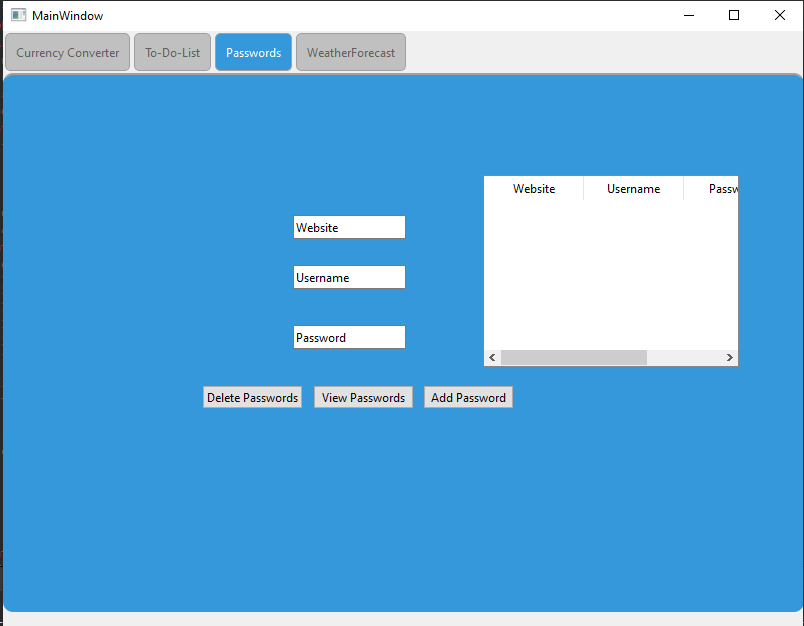 MainWindow
Currency Converter To-Do-List Passwords WeatherForecast
Website Username Passw
Website
Username
Password
Delete Passwords View Passwords Add Password